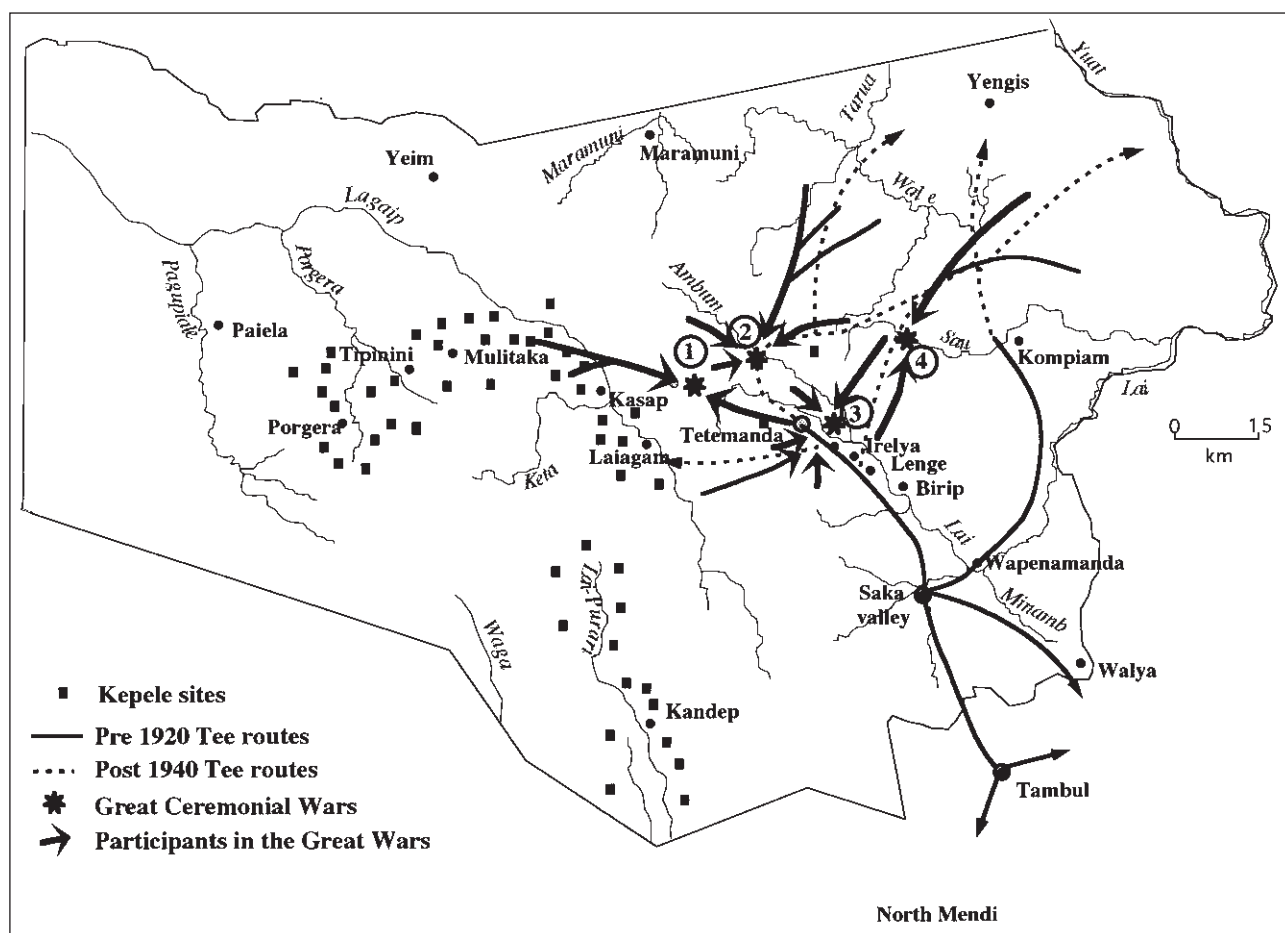 Yuat
Yengis
Tarua
Maramuni
Maramuni
Yeim
Wale
Lagaip
Porgera
Pagupiale
Ambum
Paiela
Tipinini
Mulitaka
2
1
Sau
Kompiam
4
Lai
Kasap
3
Porgera
Tetemanda
Irelya
0 15
km
Laiagam
Lenge
Keta
Birip
Lai
Wapenamanda
Saka
valley
Minamb
Tai-Purari
Waga
Walya
Kandep
Tambul
Kepele sites
Pre 1920 Tee routes
Post 1940 Tee routes
Great Ceremonial Wars
Participants in the Great Wars
North Mendi